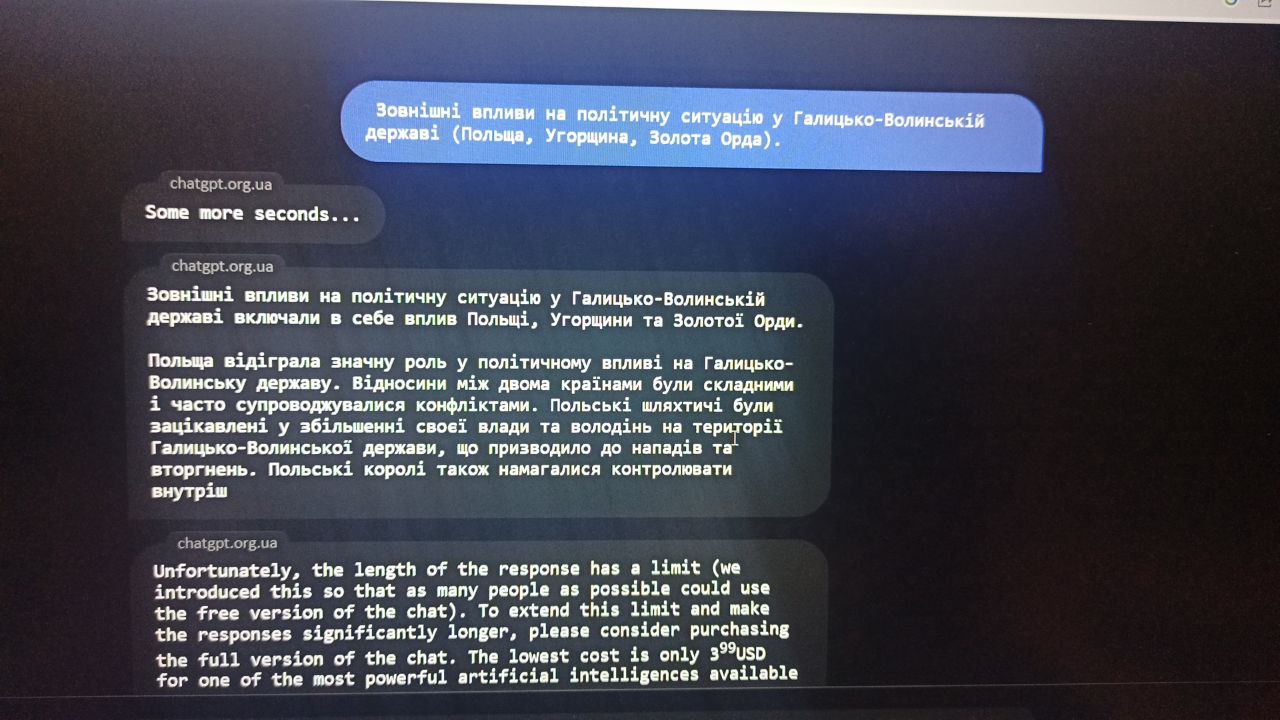 Зовнішні впливи на політичну ситуацію у Галицько-Волинській
державі (Польща, Угорщина, Золота Орда).
chatgpt.org.ua
Some more seconds...
chatgpt.org.ua
Зовнішні впливи на політичну ситуацію у Галицько-Волинській
державі включали в себе вплив Польщі, Угорщини та Золотої Орди.
Польща відіграла значну роль у політичному впливі на Галицько-
Волинську державу. Відносини між двома країнами були складними
і часто супроводжувалися конфліктами. Польські шляхтичі були
зацікавлені у збільшенні своєї влади та володінь на території
Галицько-Волинської держави, що призводило до нападів та
вторгнень. Польські королі також намагалися контролювати
внутріш
chatgpt.org.ua
Unfortunately, the length of the response has a limit (we
introduced this so that as many people as possible could use
the free version of the chat). To extend this limit and make
the responses significantly longer, please consider purchasing
the full version of the chat. The lowest cost is only 3⁹⁹USD
for one of the most powerful artificial intelligences available